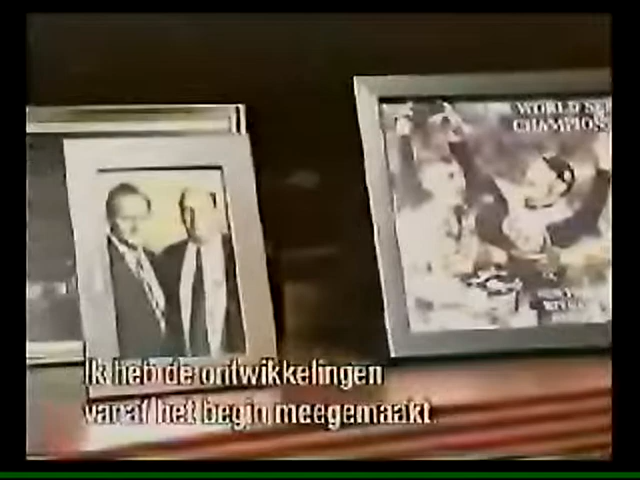 WORLD SE
CHAMPIONS
Ik heb de ontwikkelingen
vanaf het begin meegemaakt.